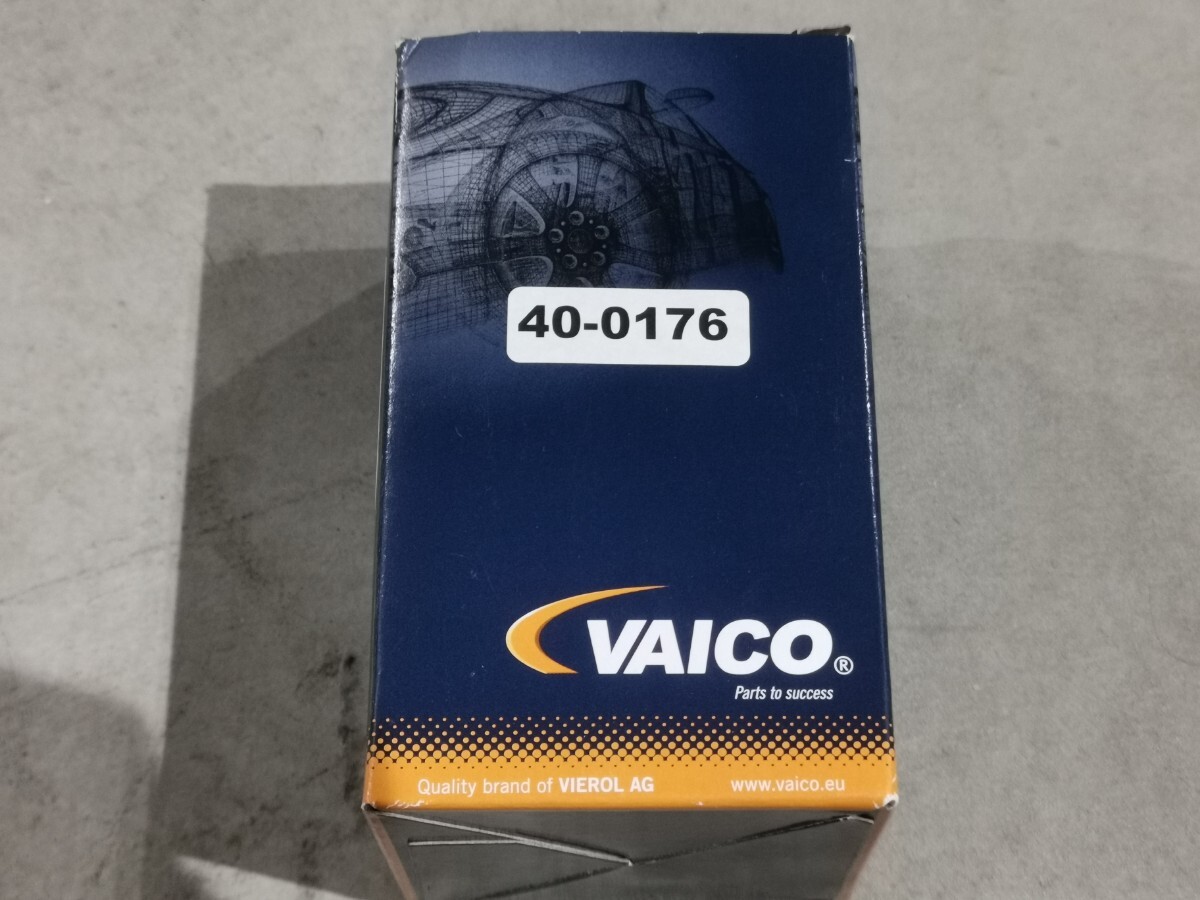 40-0176
VAICO®
Parts to success
Quality brand of VIEROL AG www.vaico.eu